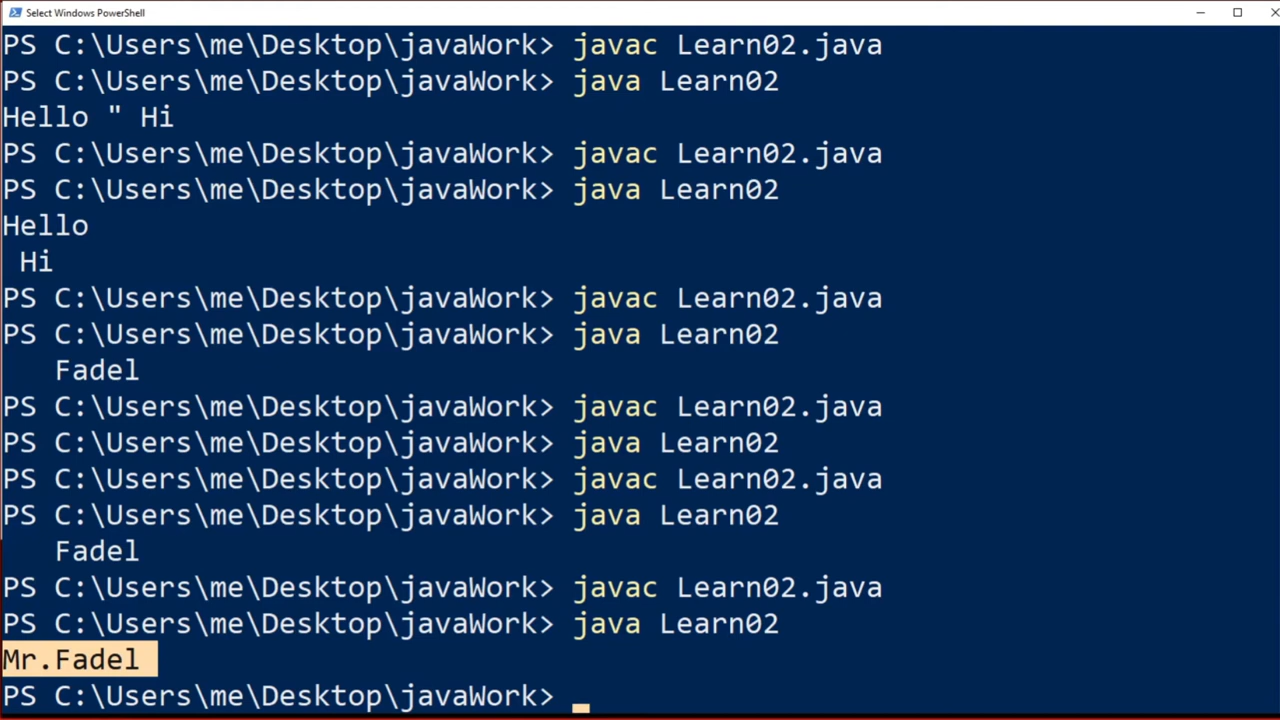 Select Windows PowerShell
PS C:\Users\me\Desktop\javaWork> javac Learn02.java
PS C:\Users\me\Desktop\javaWork> java Learn02
Hello " Hi
PS C:\Users\me\Desktop\javaWork> javac Learn02.java
PS C:\Users\me\Desktop\javaWork> java Learn02
Hello
 Hi
PS C:\Users\me\Desktop\javaWork> javac Learn02.java
PS C:\Users\me\Desktop\javaWork> java Learn02
   Fadel
PS C:\Users\me\Desktop\javaWork> javac Learn02.java
PS C:\Users\me\Desktop\javaWork> java Learn02
PS C:\Users\me\Desktop\javaWork> javac Learn02.java
PS C:\Users\me\Desktop\javaWork> java Learn02
   Fadel
PS C:\Users\me\Desktop\javaWork> javac Learn02.java
PS C:\Users\me\Desktop\javaWork> java Learn02
Mr.Fadel
PS C:\Users\me\Desktop\javaWork>